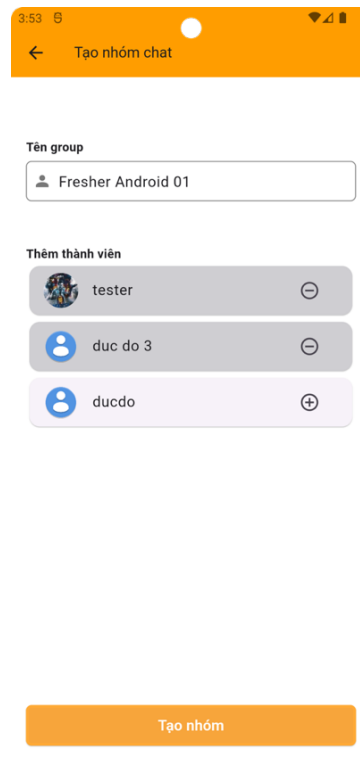 3:53
Tạo nhóm chat
Tên group
Fresher Android 01
Thêm thành viên
tester
duc do 3
ducdo
Tạo nhóm